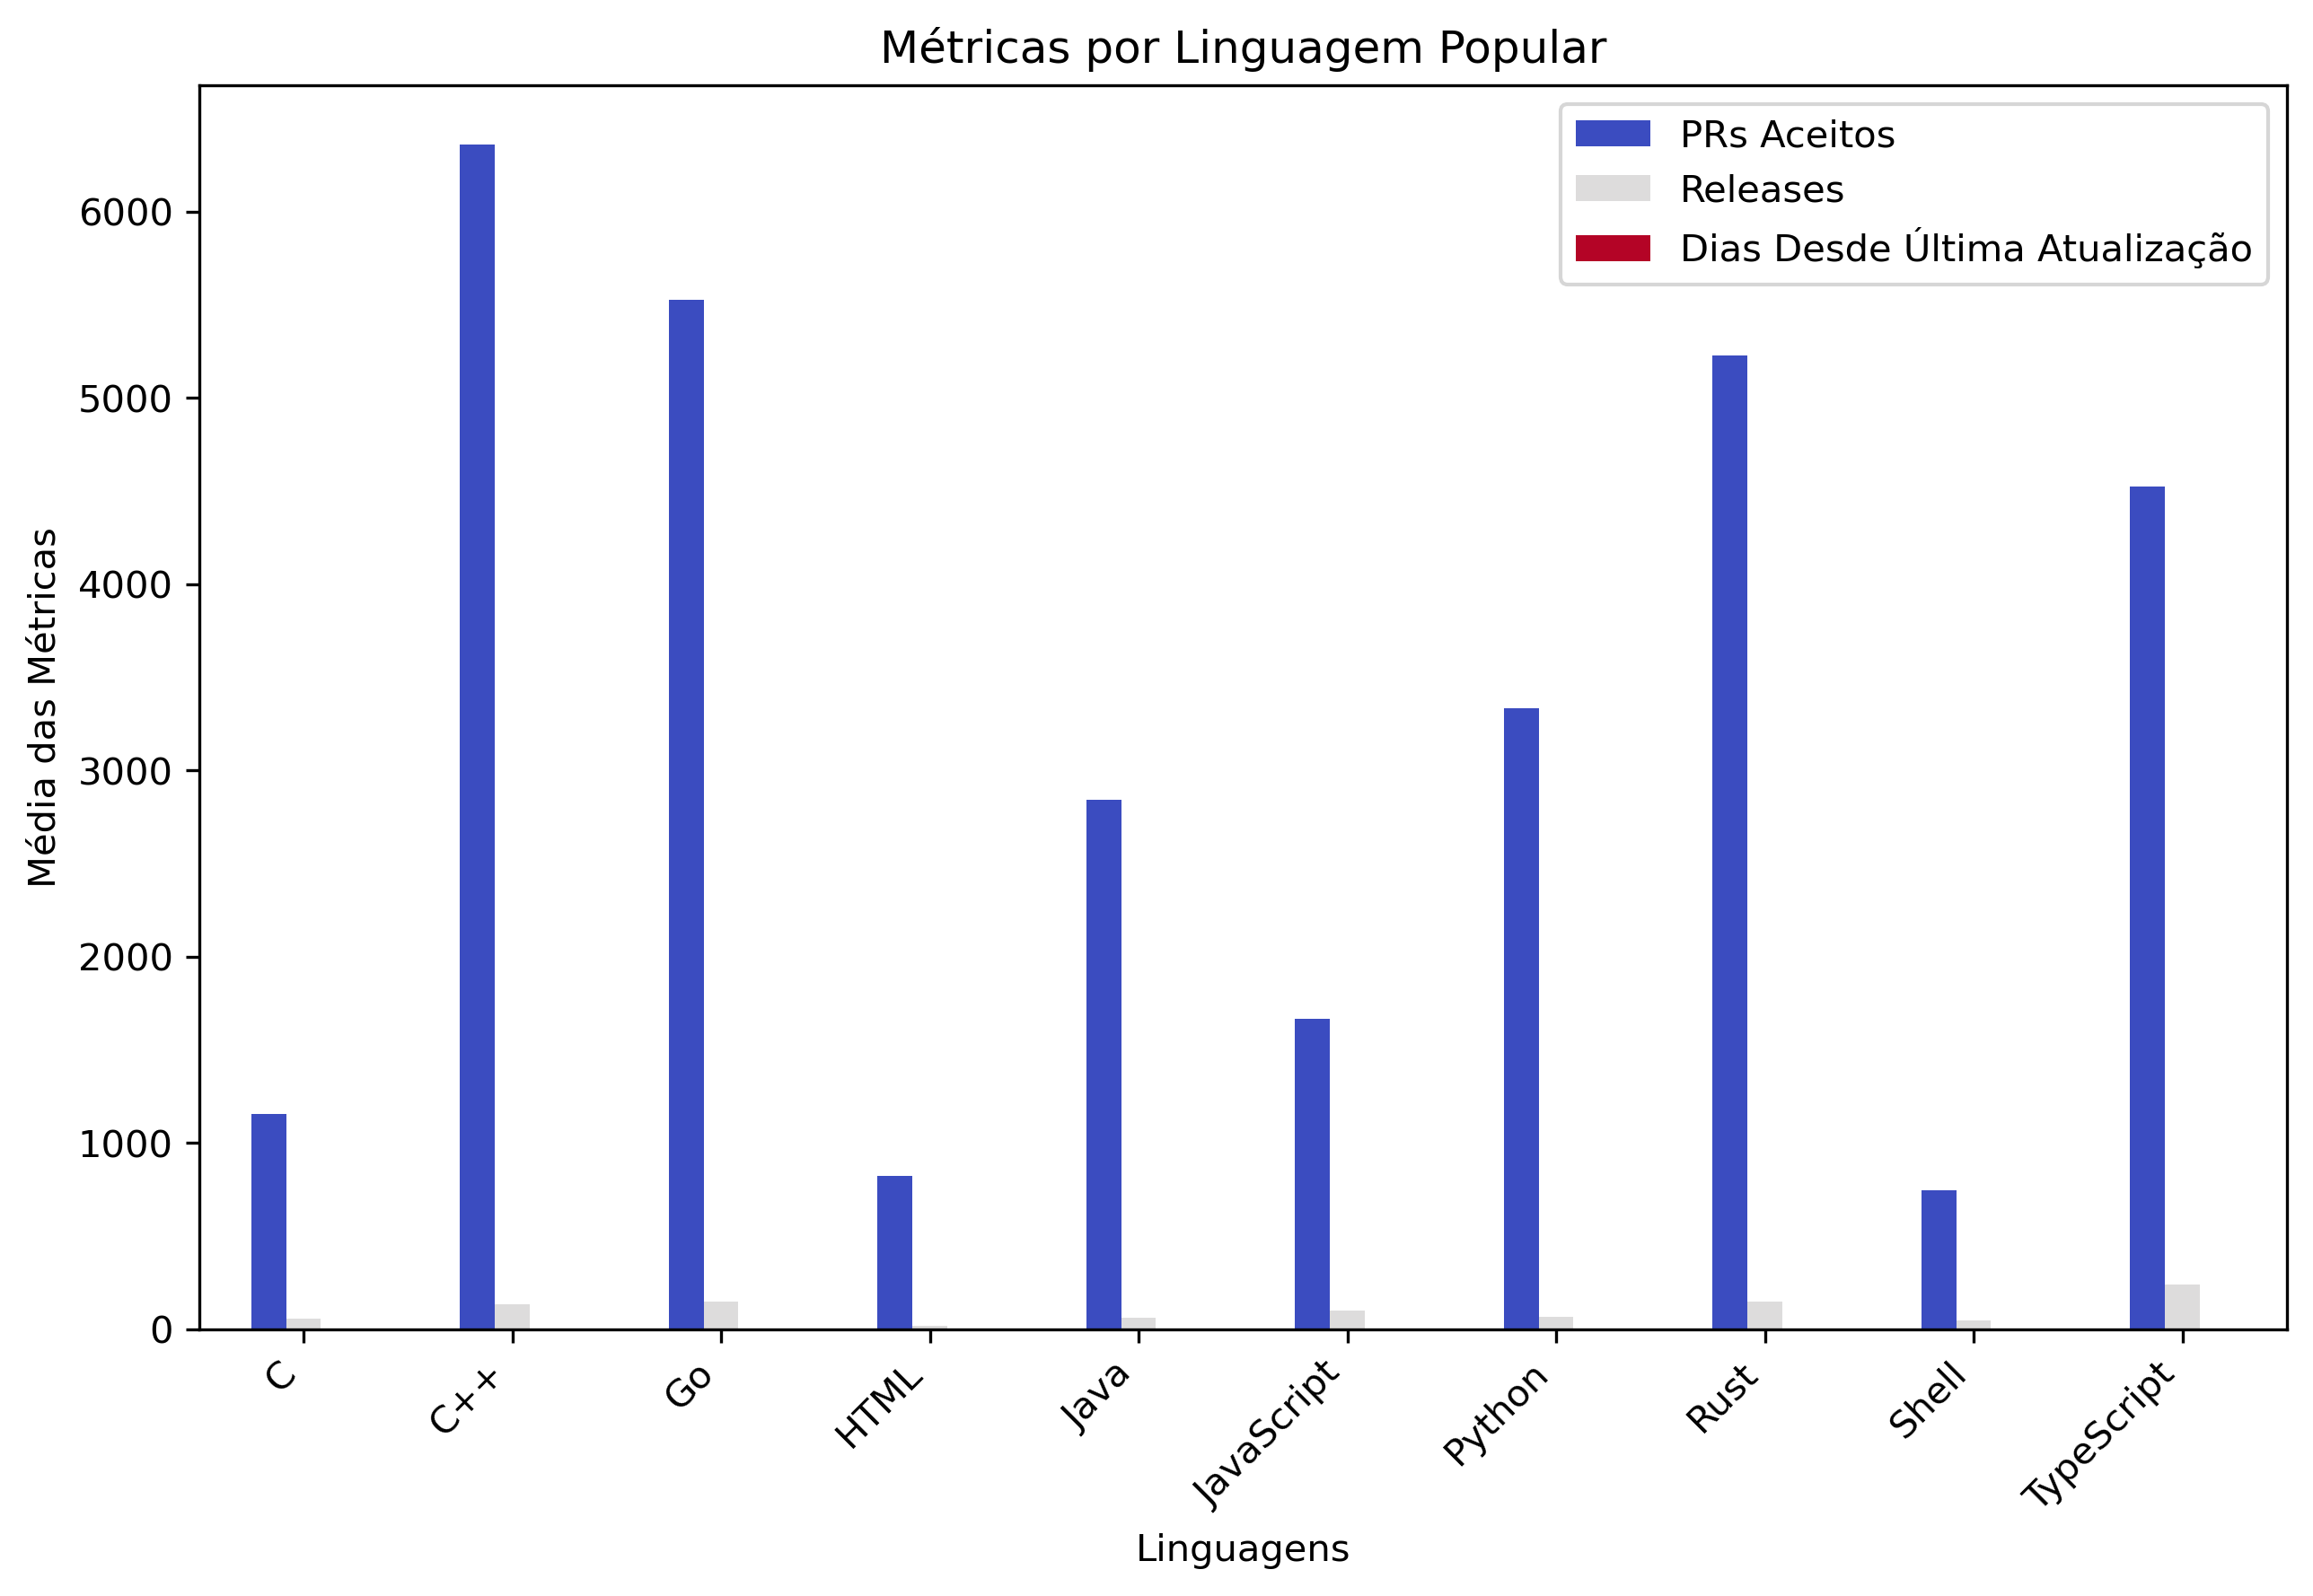 Métricas por Linguagem Popular
PRs Aceitos
Releases
Dias Desde Última Atualização
Média das Métricas
6000
5000
4000
3000
2000
1000
0
C
C++
Go
HTML
Java
JavaScript
Python
Rust
Shell
TypeScript
Linguagens